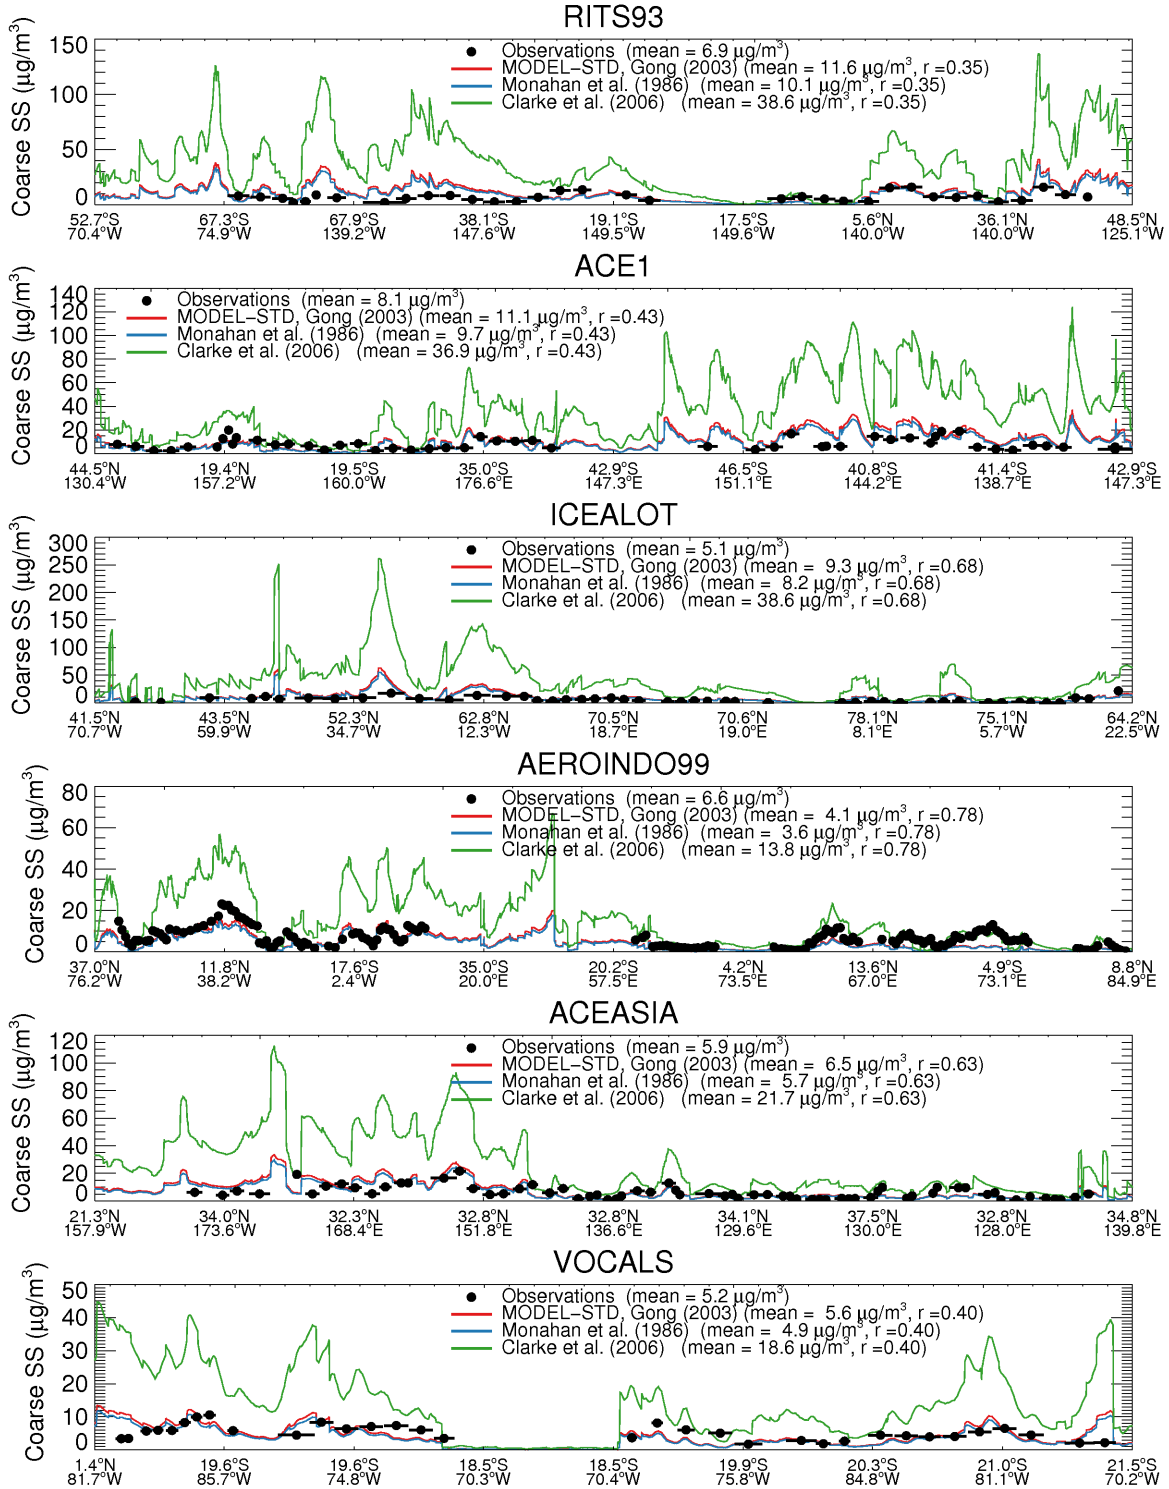 RITS93
Coarse SS (μg/m³)
150
100
50
0
Observations (mean = 6.9 μg/m³)
MODEL−STD, Gong (2003) (mean = 11.6 μg/m³, r =0.35)
Monahan et al. (1986) (mean = 10.1 μg/m³, r =0.35)
Clarke et al. (2006) (mean = 38.6 μg/m³, r =0.35)
52.7°S 67.3°S 67.9°S 38.1°S 19.1°S 17.5°S 5.6°N 36.1°N 48.5°N
70.4°W 74.9°W 139.2°W 147.6°W 149.5°W 149.6°W 140.0°W 140.0°W 125.1°W
ACE1
Coarse SS (μg/m³)
140
120
100
80
60
40
20
0
Observations (mean = 8.1 μg/m³)
MODEL−STD, Gong (2003) (mean = 11.1 μg/m³, r =0.43)
Monahan et al. (1986) (mean = 9.7 μg/m³, r =0.43)
Clarke et al. (2006) (mean = 36.9 μg/m³, r =0.43)
44.5°N 19.4°N 19.5°S 35.0°S 42.9°S 46.5°S 40.8°S 41.4°S 42.9°S
130.4°W 157.2°W 160.0°W 176.6°E 147.3°E 151.1°E 144.2°E 138.7°E 147.3°E
ICEALOT
Coarse SS (μg/m³)
300
250
200
150
100
50
0
Observations (mean = 5.1 μg/m³)
MODEL−STD, Gong (2003) (mean = 9.3 μg/m³, r =0.68)
Monahan et al. (1986) (mean = 8.2 μg/m³, r =0.68)
Clarke et al. (2006) (mean = 38.6 μg/m³, r =0.68)
41.5°N 43.5°N 52.3°N 62.8°N 70.5°N 70.6°N 78.1°N 75.1°N 64.2°N
70.7°W 59.9°W 34.7°W 12.3°W 18.7°E 19.0°E 8.1°E 5.7°W 22.5°W
AEROINDO99
Coarse SS (μg/m³)
80
60
40
20
0
Observations (mean = 6.6 μg/m³)
MODEL−STD, Gong (2003) (mean = 4.1 μg/m³, r =0.78)
Monahan et al. (1986) (mean = 3.6 μg/m³, r =0.78)
Clarke et al. (2006) (mean = 13.8 μg/m³, r =0.78)
37.0°N 11.8°N 17.6°S 35.0°S 20.2°S 4.2°N 13.6°N 4.9°S 8.8°N
76.2°W 38.2°W 2.4°W 20.0°E 57.5°E 73.5°E 67.0°E 73.1°E 84.9°E
ACEASIA
Coarse SS (μg/m³)
120
100
80
60
40
20
0
Observations (mean = 5.9 μg/m³)
MODEL−STD, Gong (2003) (mean = 6.5 μg/m³, r =0.63)
Monahan et al. (1986) (mean = 5.7 μg/m³, r =0.63)
Clarke et al. (2006) (mean = 21.7 μg/m³, r =0.63)
21.3°N 34.0°N 32.3°N 32.8°N 32.8°N 34.1°N 37.5°N 32.8°N 34.8°N
157.9°W 173.6°W 168.4°E 151.8°E 136.6°E 129.6°E 130.0°E 128.0°E 139.8°E
VOCALS
Coarse SS (μg/m³)
50
40
30
20
10
0
Observations (mean = 5.2 μg/m³)
MODEL−STD, Gong (2003) (mean = 5.6 μg/m³, r =0.40)
Monahan et al. (1986) (mean = 4.9 μg/m³, r =0.40)
Clarke et al. (2006) (mean = 18.6 μg/m³, r =0.40)
1.4°S 19.6°S 19.6°S 18.5°S 18.5°S 19.9°S 20.3°S 21.0°S 21.5°S
81.7°W 85.7°W 74.8°W 70.3°W 70.4°W 75.8°W 84.8°W 81.1°W 70.2°W